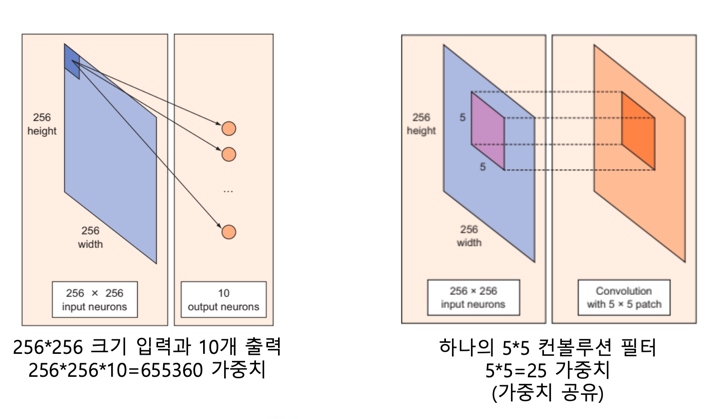 256
height
256
width
...
256 × 256
input neurons
10
output neurons
256*256 크기 입력과 10개 출력
256*256*10=655360 가중치
256
height
5
5
256
width
256 × 256
input neurons
Convolution
with 5 × 5 patch
하나의 5*5 컨볼루션 필터
5*5=25 가중치
(가중치 공유)